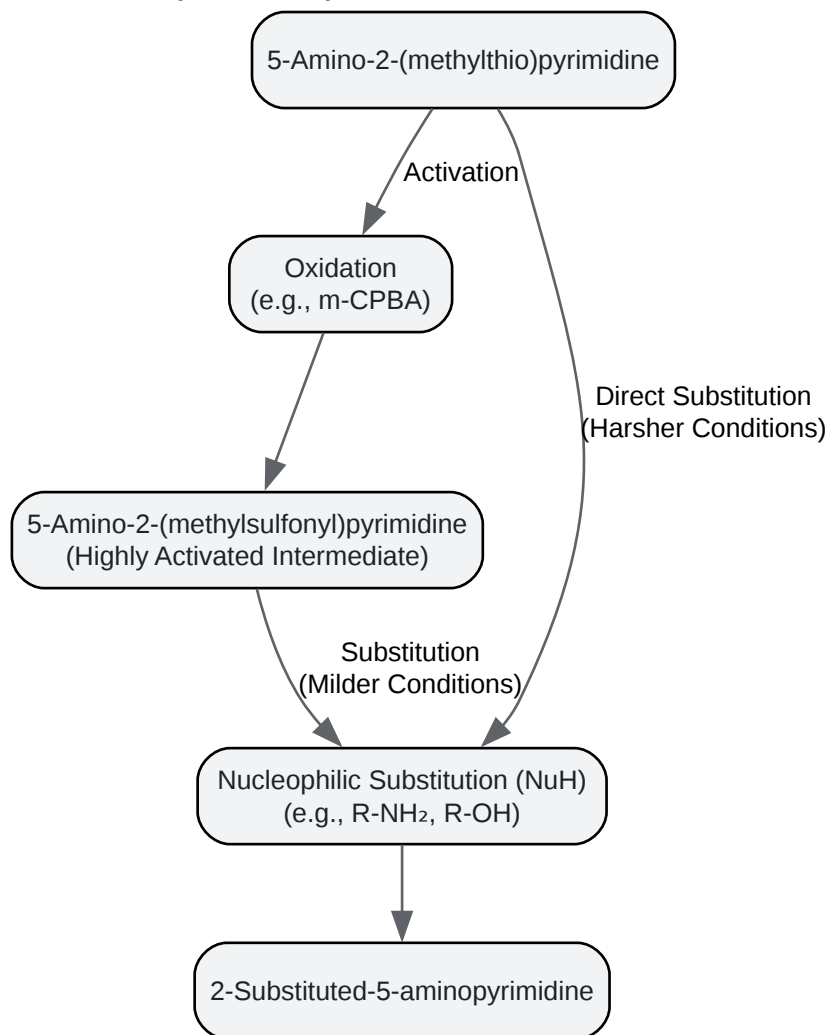 5-Amino-2-(methylthio)pyrimidine
Activation
Oxidation
(e.g., m-CPBA)
Direct Substitution
(Harsher Conditions)
5-Amino-2-(methylsulfonyl)pyrimidine
(Highly Activated Intermediate)
Substitution
(Milder Conditions)
Nucleophilic Substitution (NuH)
(e.g., R-NH₂, R-OH)
2-Substituted-5-aminopyrimidine